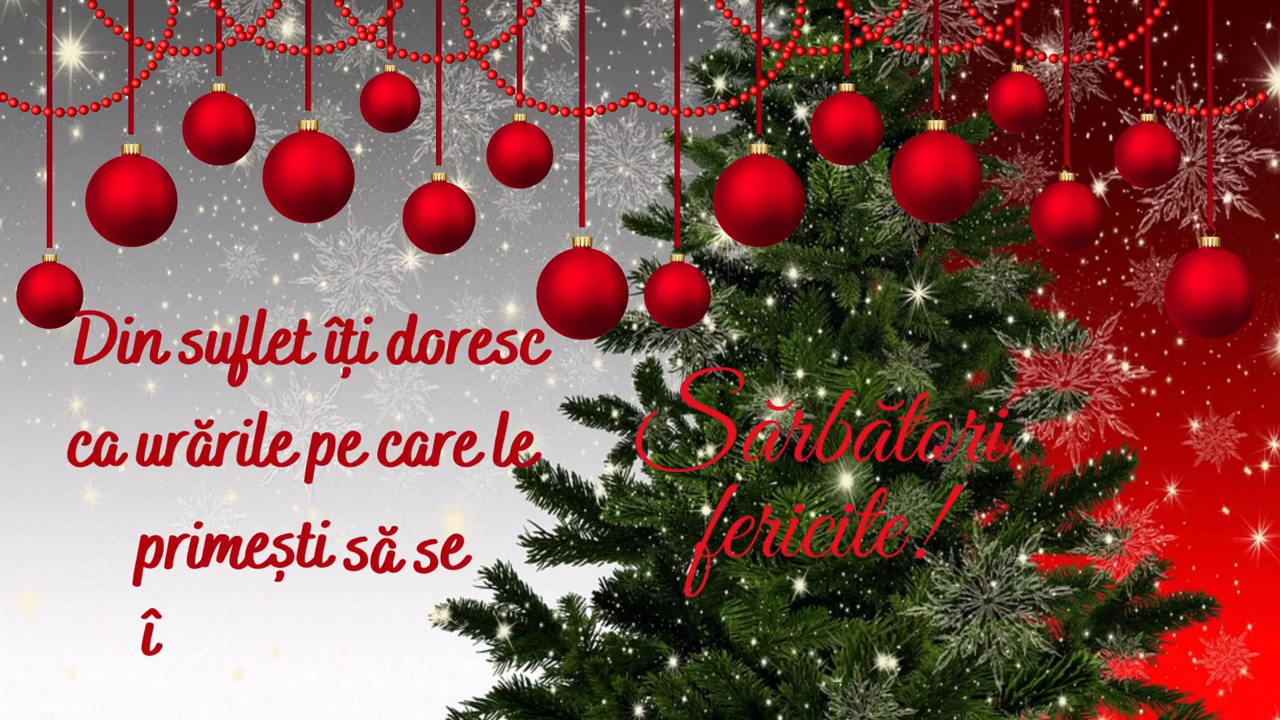 Din suflet îți doresc
ca urările pe care le
primești să se
î
Sărbători
fericite!